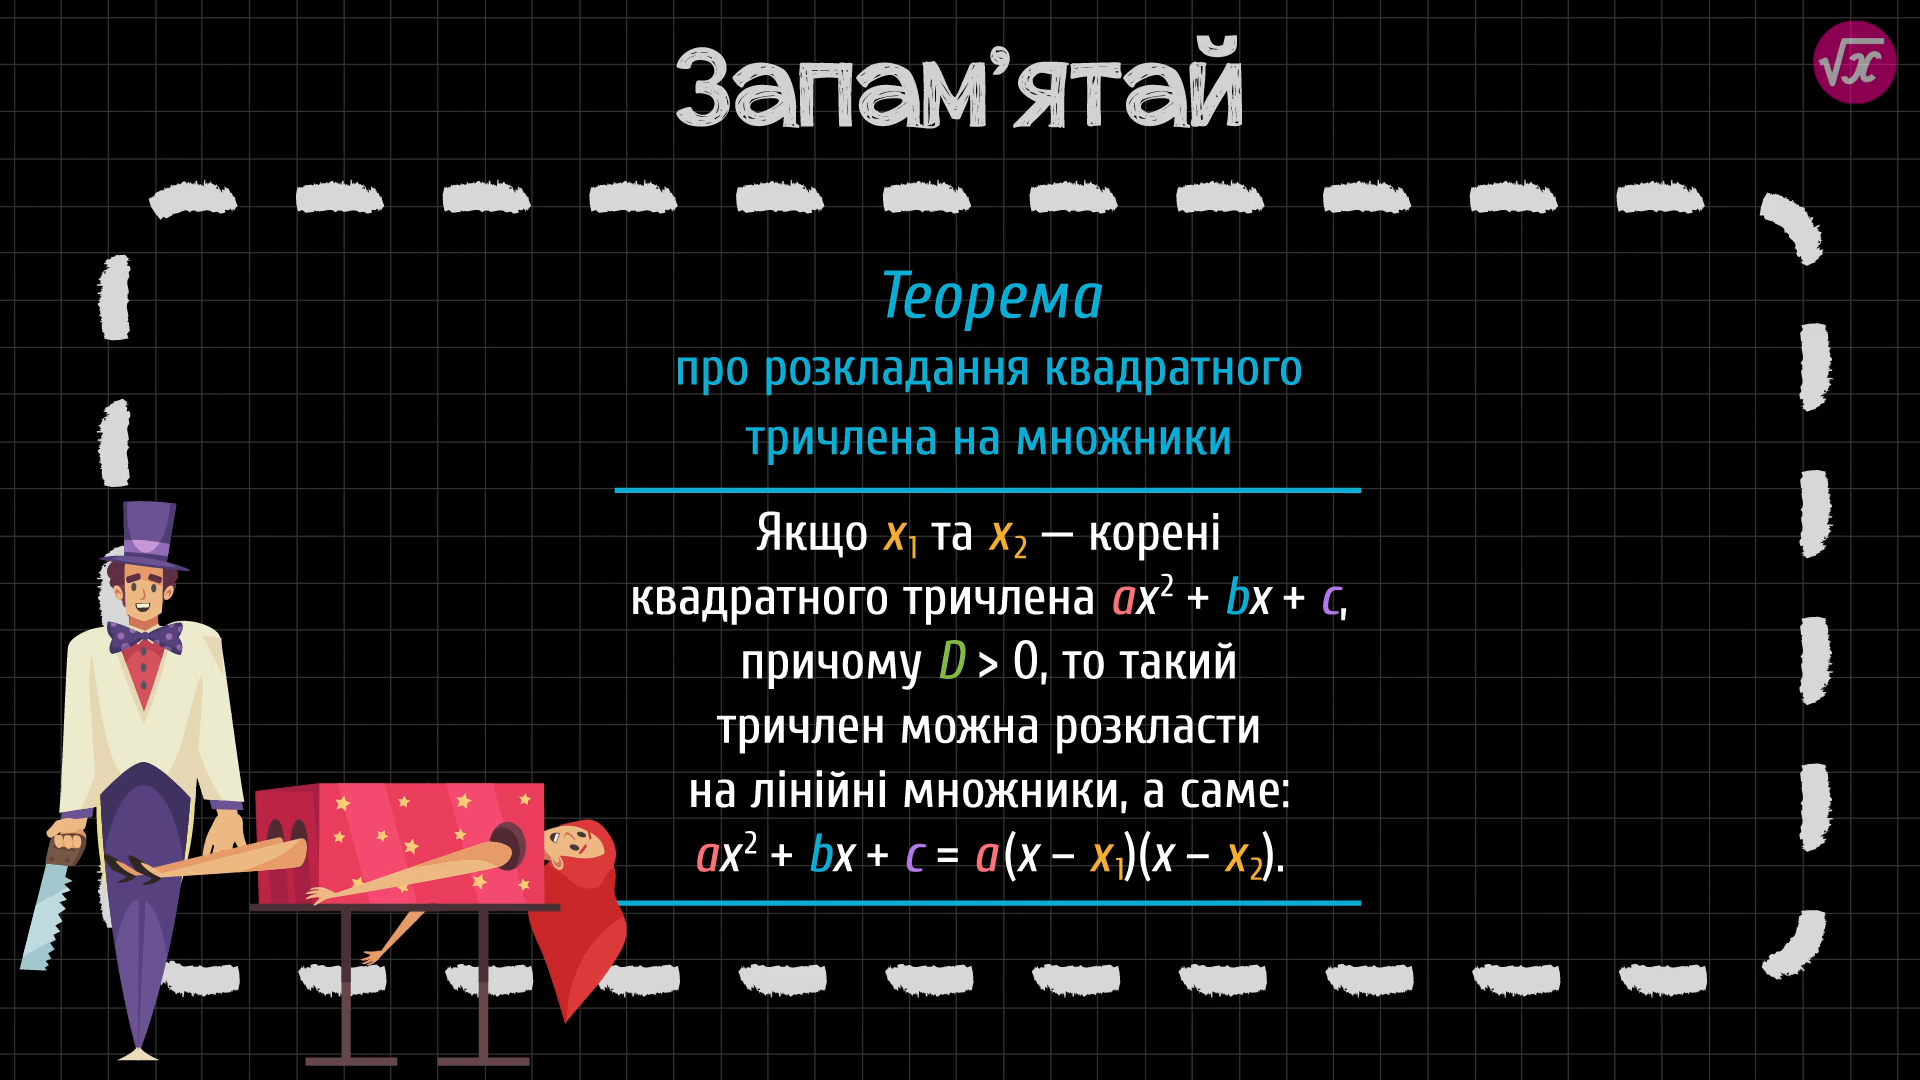 Запам’ятай
√x
Теорема
про розкладання квадратного
тричлена на множники
Якщо x₁ та x₂ — корені
квадратного тричлена ax² + bx + c,
причому D > 0, то такий
тричлен можна розкласти
на лінійні множники, а саме:
ax² + bx + c = a(x − x₁)(x − x₂).